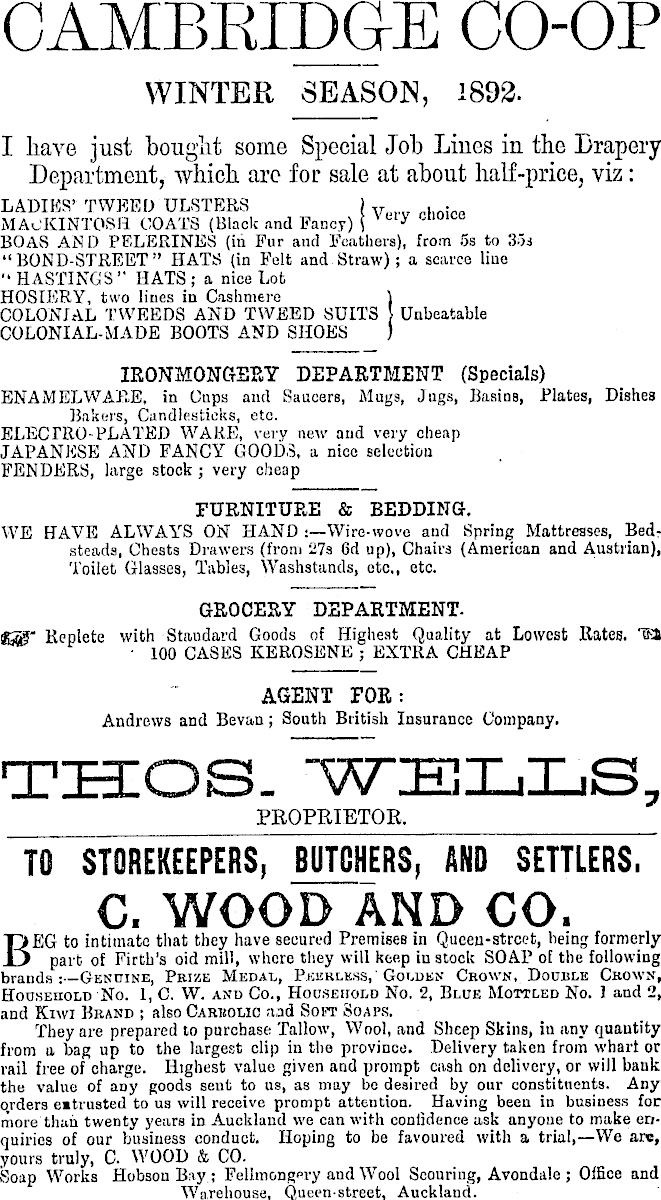 CAMBRIDGE CO-OP
WINTER SEASON, 1892.
I have just bought some Special Job Lines in the Drapery
Department, which are for sale at about half-price, viz :
LADIES' TWEED ULSTERS
MACKINTOSH COATS (Black and Fancy) } Very choice
BOAS AND PELERINES (in Fur and Feathers), from 5s to 35s
"BOND-STREET" HATS (in Felt and Straw) ; a scarce line
"HASTINGS" HATS ; a nice Lot
HOSIERY, two lines in Cashmere
COLONIAL TWEEDS AND TWEED SUITS } Unbeatable
COLONIAL-MADE BOOTS AND SHOES
IRONMONGERY DEPARTMENT (Specials)
ENAMELWARE, in Cups and Saucers, Mugs, Jugs, Basins, Plates, Dishes
Bakers, Candlesticks, etc.
ELECTRO-PLATED WARE, very new and very cheap
JAPANESE AND FANCY GOODS, a nice selection
FENDERS, large stock ; very cheap
FURNITURE & BEDDING.
WE HAVE ALWAYS ON HAND :—Wire-wove and Spring Mattresses, Bed-
steads, Chests Drawers (from 27s 6d up), Chairs (American and Austrian),
Toilet Glasses, Tables, Washstands, etc., etc.
GROCERY DEPARTMENT.
Replete with Standard Goods of Highest Quality at Lowest Rates.
100 CASES KEROSENE ; EXTRA CHEAP
AGENT FOR :
Andrews and Bevan ; South British Insurance Company.
THOS. WELLS,
PROPRIETOR.
TO STOREKEEPERS, BUTCHERS, AND SETTLERS.
C. WOOD AND CO.
BEG to intimate that they have secured Premises in Queen-street, being formerly
part of Firth's old mill, where they will keep in stock SOAP of the following
brands :—GENUINE, PRIZE MEDAL, PEERLESS, GOLDEN CROWN, DOUBLE CROWN,
HOUSEHOLD NO. 1, C. W. AND CO., HOUSEHOLD NO. 2, BLUE MOTTLED NO. 1 and 2,
and KIWI BRAND ; also CARBOLIC and SOFT SOAPS.
They are prepared to purchase Tallow, Wool, and Sheep Skins, in any quantity
from a bag up to the largest clip in the province. Delivery taken from wharf or
rail free of charge. Highest value given and prompt cash on delivery, or will bank
the value of any goods sent to us, as may be desired by our constituents. Any
orders entrusted to us will receive prompt attention. Having been in business for
more than twenty years in Auckland we can with confidence ask anyone to make en-
quiries of our business conduct. Hoping to be favoured with a trial,—We are,
yours truly, C. WOOD & CO.
Soap Works Hobson Bay ; Fellmongery and Wool Scouring, Avondale ; Office and
Warehouse, Queen-street, Auckland.